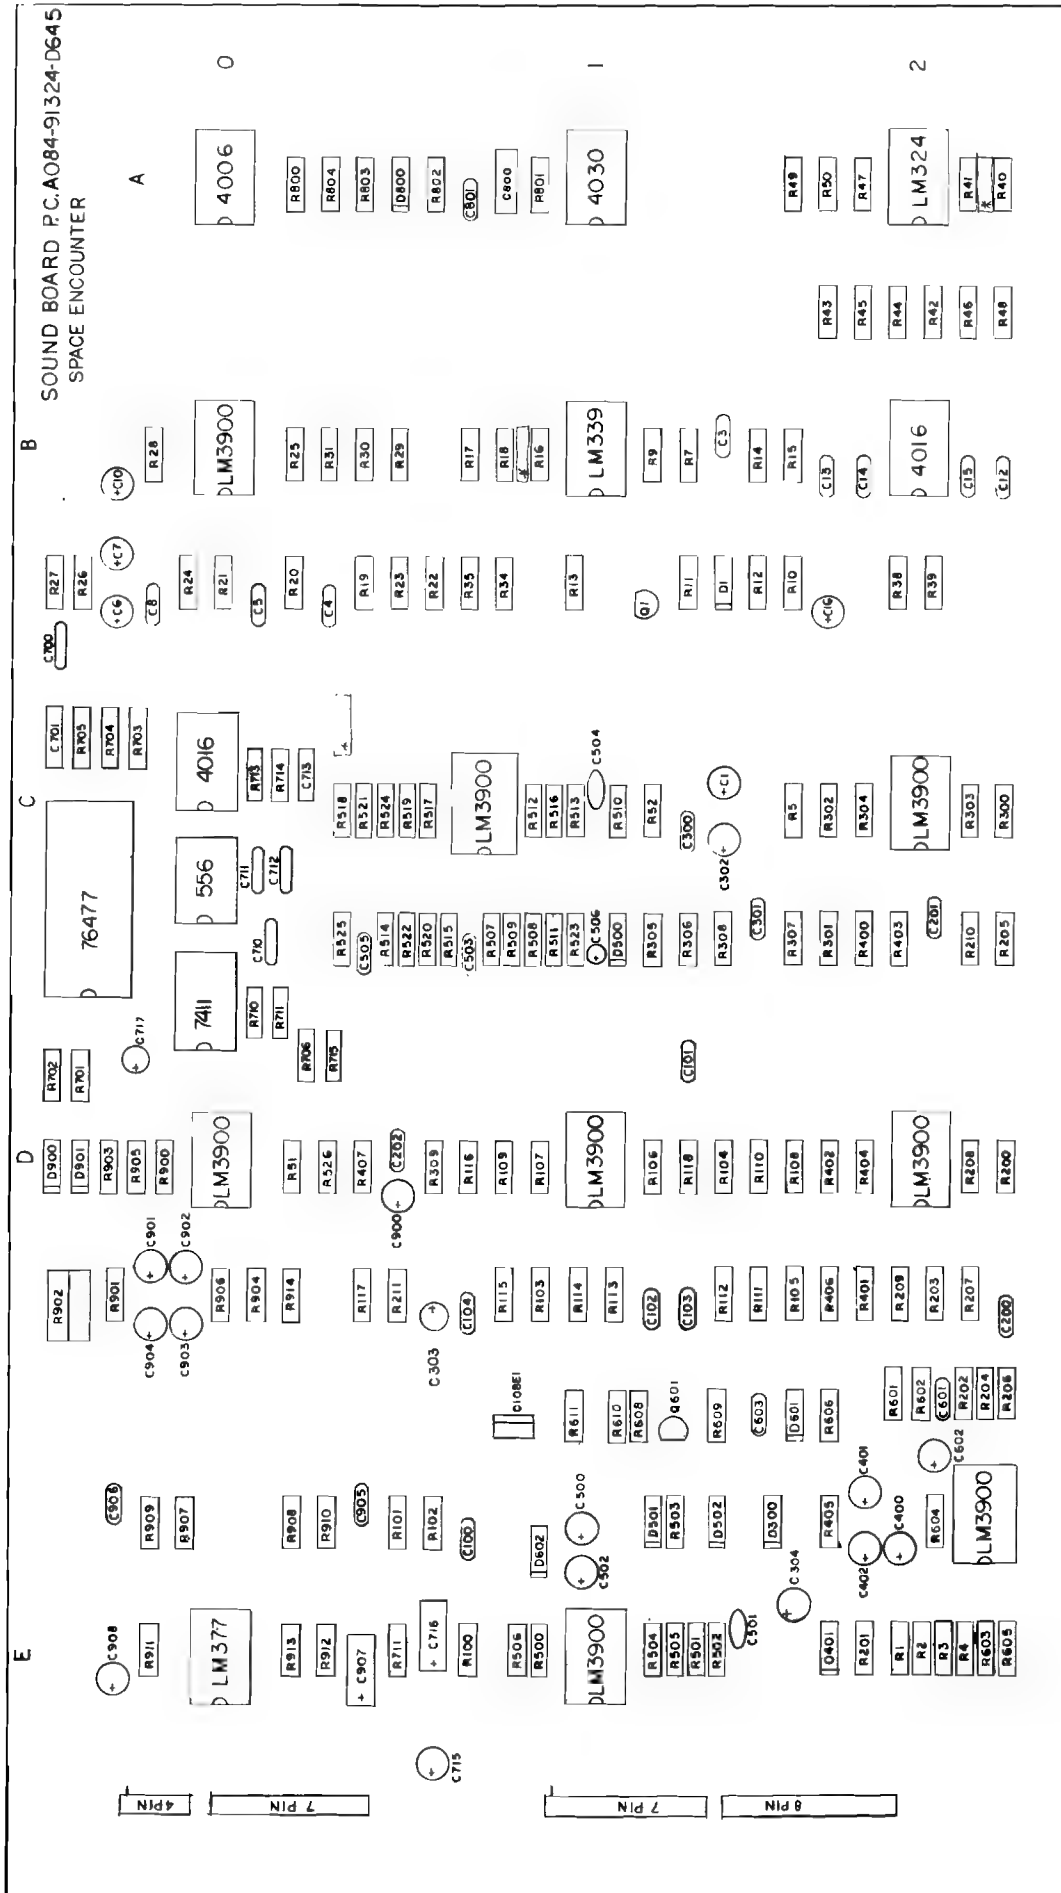 SOUND BOARD P.C. A084-91324-D645
SPACE ENCOUNTER
A
B
C
D
E
0
1
2
4006
R800
R804
R803
D800
R802
C801
C800
R801
4030
R49
R50
R47
LM324
R41
*
R40
R43
R45
R44
R42
R46
R48
+C10
R28
LM3900
R25
R31
R30
R29
R17
R18
*
R16
LM339
R9
R7
C3
R14
R15
C13
C14
4016
C15
C12
R27
R26
+C7
+C6
C8
R24
R21
C5
R20
C4
R19
R23
R22
R35
R34
R13
Q1
R11
D1
R12
R10
+C16
R38
R39
C700
C701
R705
R704
R703
4016
R713
R714
C713
+
R518
R521
R524
R519
R517
LM3900
R512
R516
R513
C504
R510
R52
C300
+C1
C302
+
R5
R302
R304
LM3900
R303
R300
76477
556
C711
C712
C710
7411
R710
R711
R706
R715
R525
C505
R514
R522
R520
R515
C503
R507
R509
R508
R511
R523
+
C506
D500
R305
R306
R308
C301
R307
R301
R400
R403
C201
R210
R205
R702
R701
+
C717
C101
D900
D901
R903
R905
R900
LM3900
R51
R526
R407
C202
+
C900
R309
R116
R109
R107
LM3900
R106
R118
R104
R110
R108
R402
R404
LM3900
R208
R200
R902
R901
C901
+
C902
+
C904
+
C903
+
R906
R904
R914
R117
R211
+
C303
C104
R115
R103
R114
R113
C102
C103
R112
R111
R105
R406
R401
R209
R203
R207
C200
C108E1
R611
R610
R608
Q601
R609
C603
D601
R606
R601
R602
C601
R202
R204
R206
C906
R909
R907
R908
R910
C905
R101
R102
C100
D602
+
C500
+
C502
D501
R503
D502
D300
+
C304
R405
+
C401
+
C402
+
C400
+
C602
R604
LM3900
+
C908
R911
LM377
R913
R912
+ C907
R711
+ C716
R100
R506
R500
LM3900
R504
R505
R501
R502
C501
D401
R201
R1
R2
R3
R4
R603
R605
+
C715
4 PIN
7 PIN
7 PIN
8 PIN